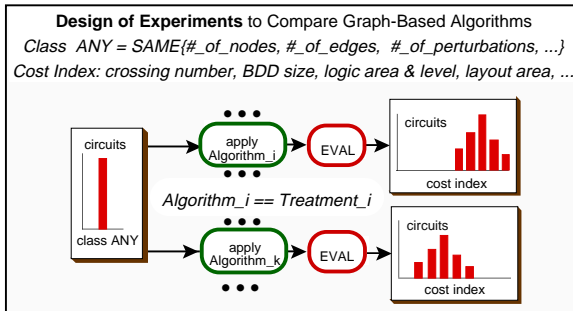 Design of Experiments to Compare Graph-Based Algorithms
Class ANY = SAME{#_of_nodes, #_of_edges, #_of_perturbations, ...}
Cost Index: crossing number, BDD size, logic area & level, layout area, ...
circuits
class ANY
apply
Algorithm_i
EVAL
circuits
cost index
Algorithm_i == Treatment_i
apply
Algorithm_k
EVAL
circuits
cost index